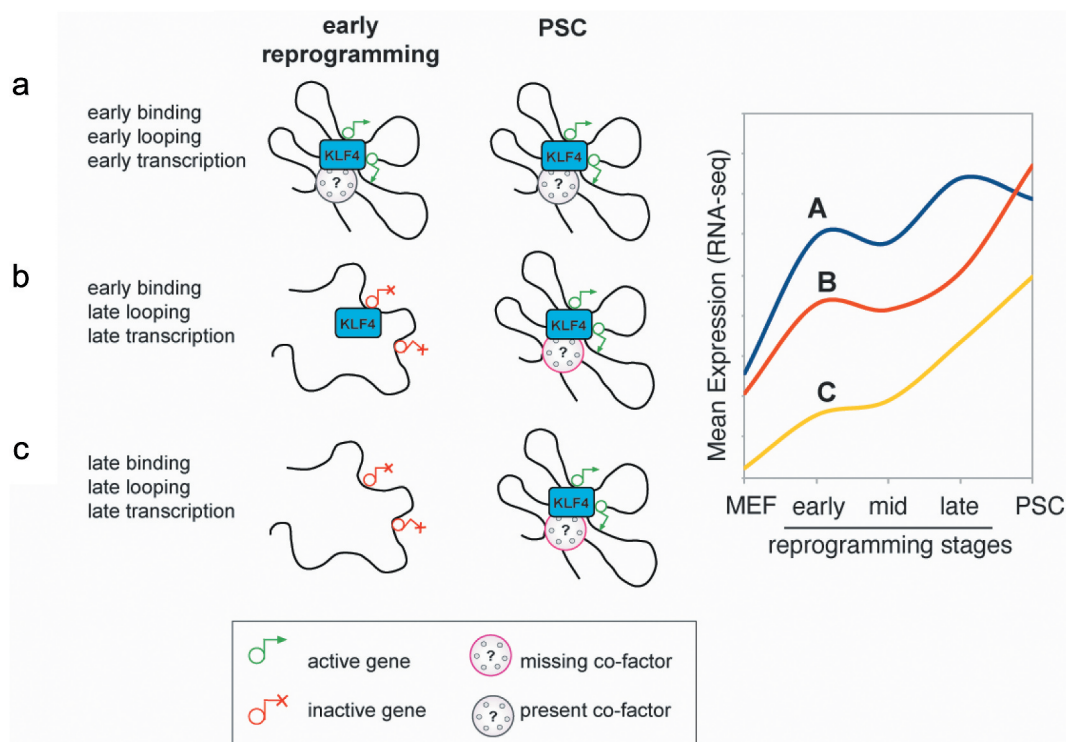 early
reprogramming
PSC
a
early binding
early looping
early transcription
KLF4
?
KLF4
?
b
early binding
late looping
late transcription
KLF4
KLF4
?
c
late binding
late looping
late transcription
KLF4
?
Mean Expression (RNA-seq)
A
B
C
MEF early mid late PSC
reprogramming stages
active gene
? missing co-factor
inactive gene
? present co-factor